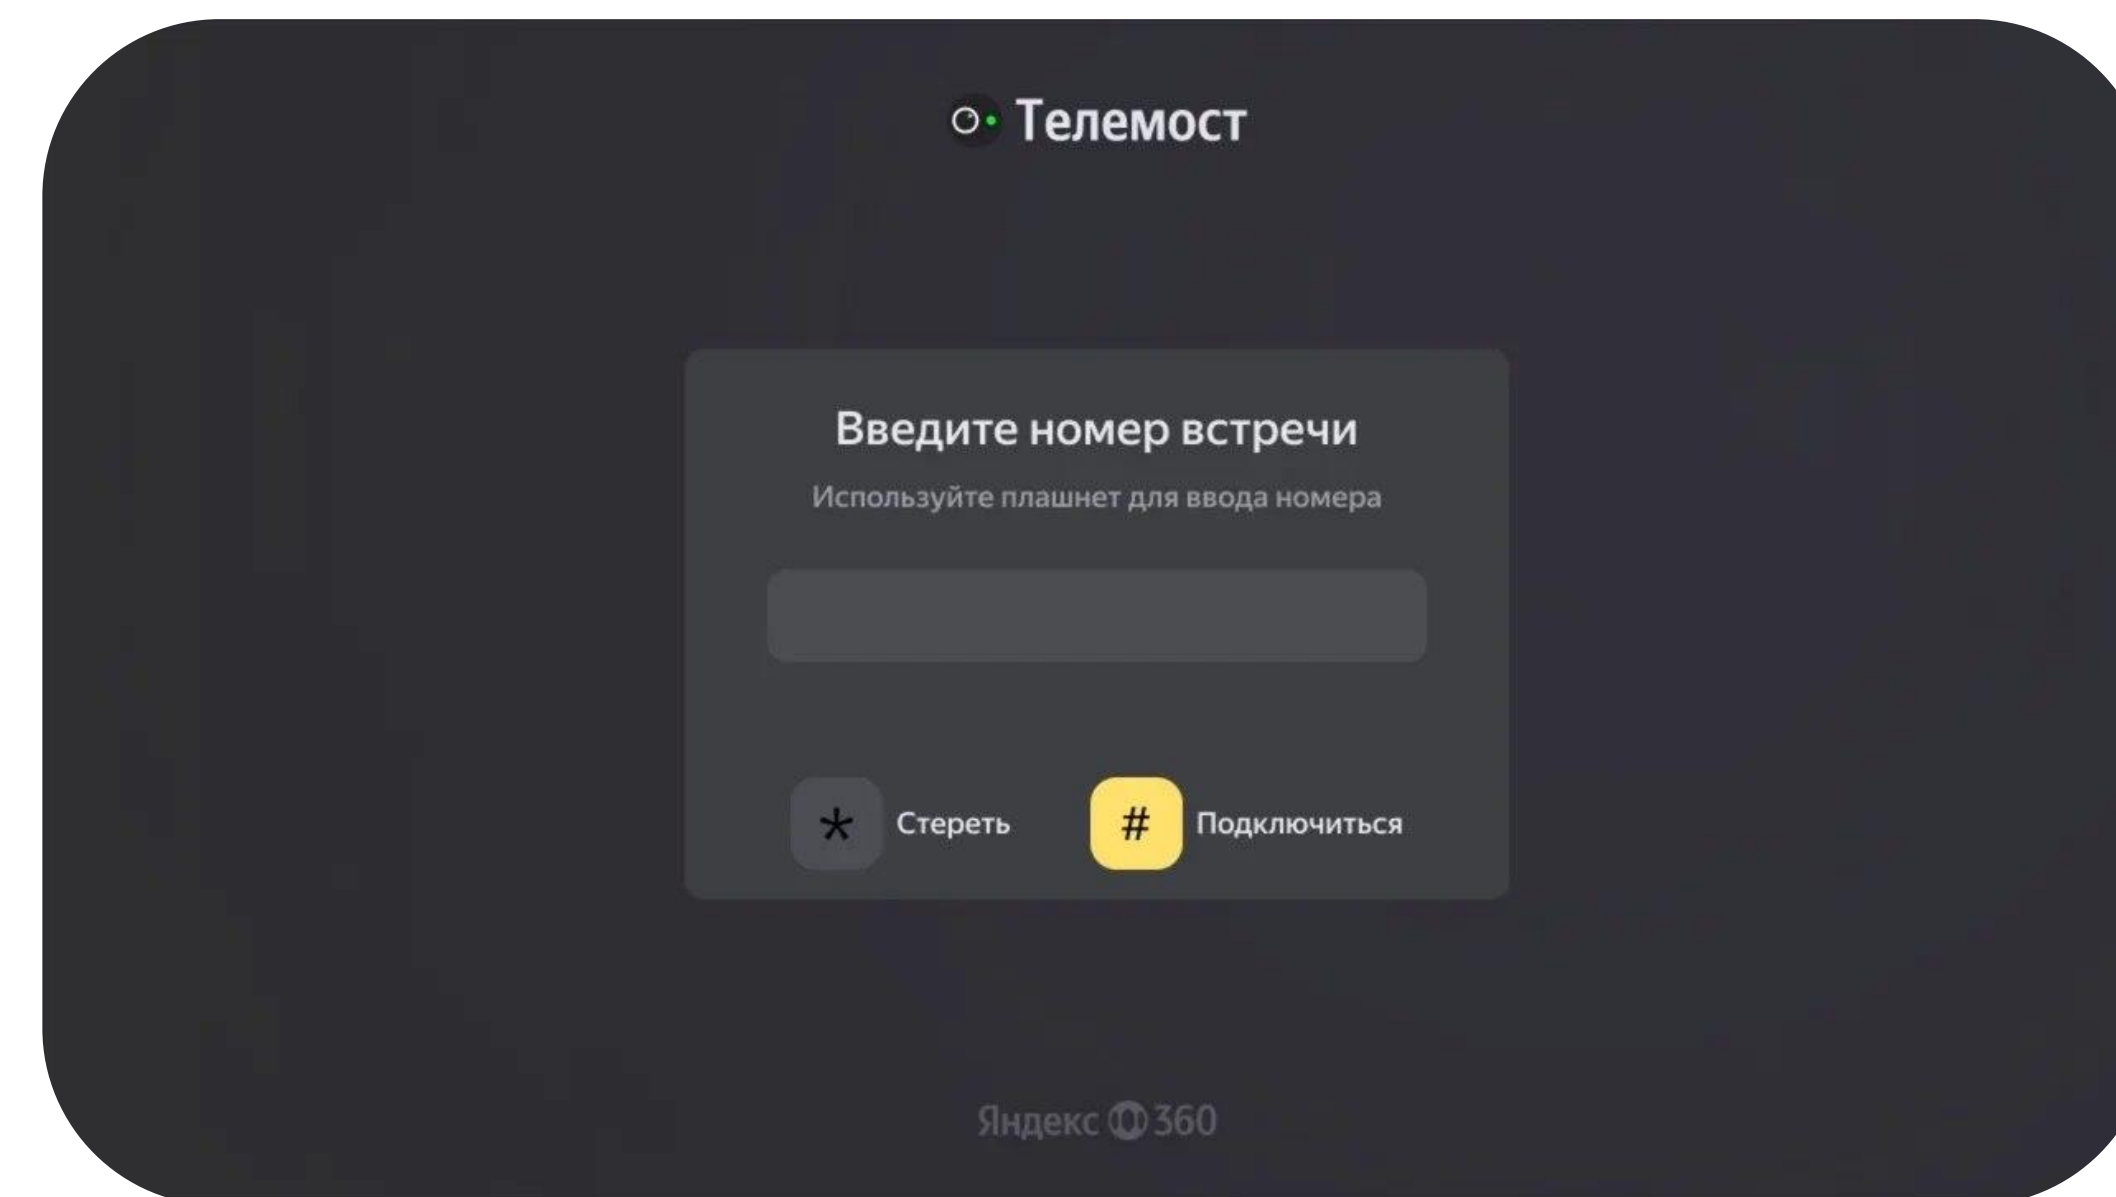 Телемост
Введите номер встречи
Используйте плашнет для ввода номера
* Стереть # Подключиться
Яндекс 360